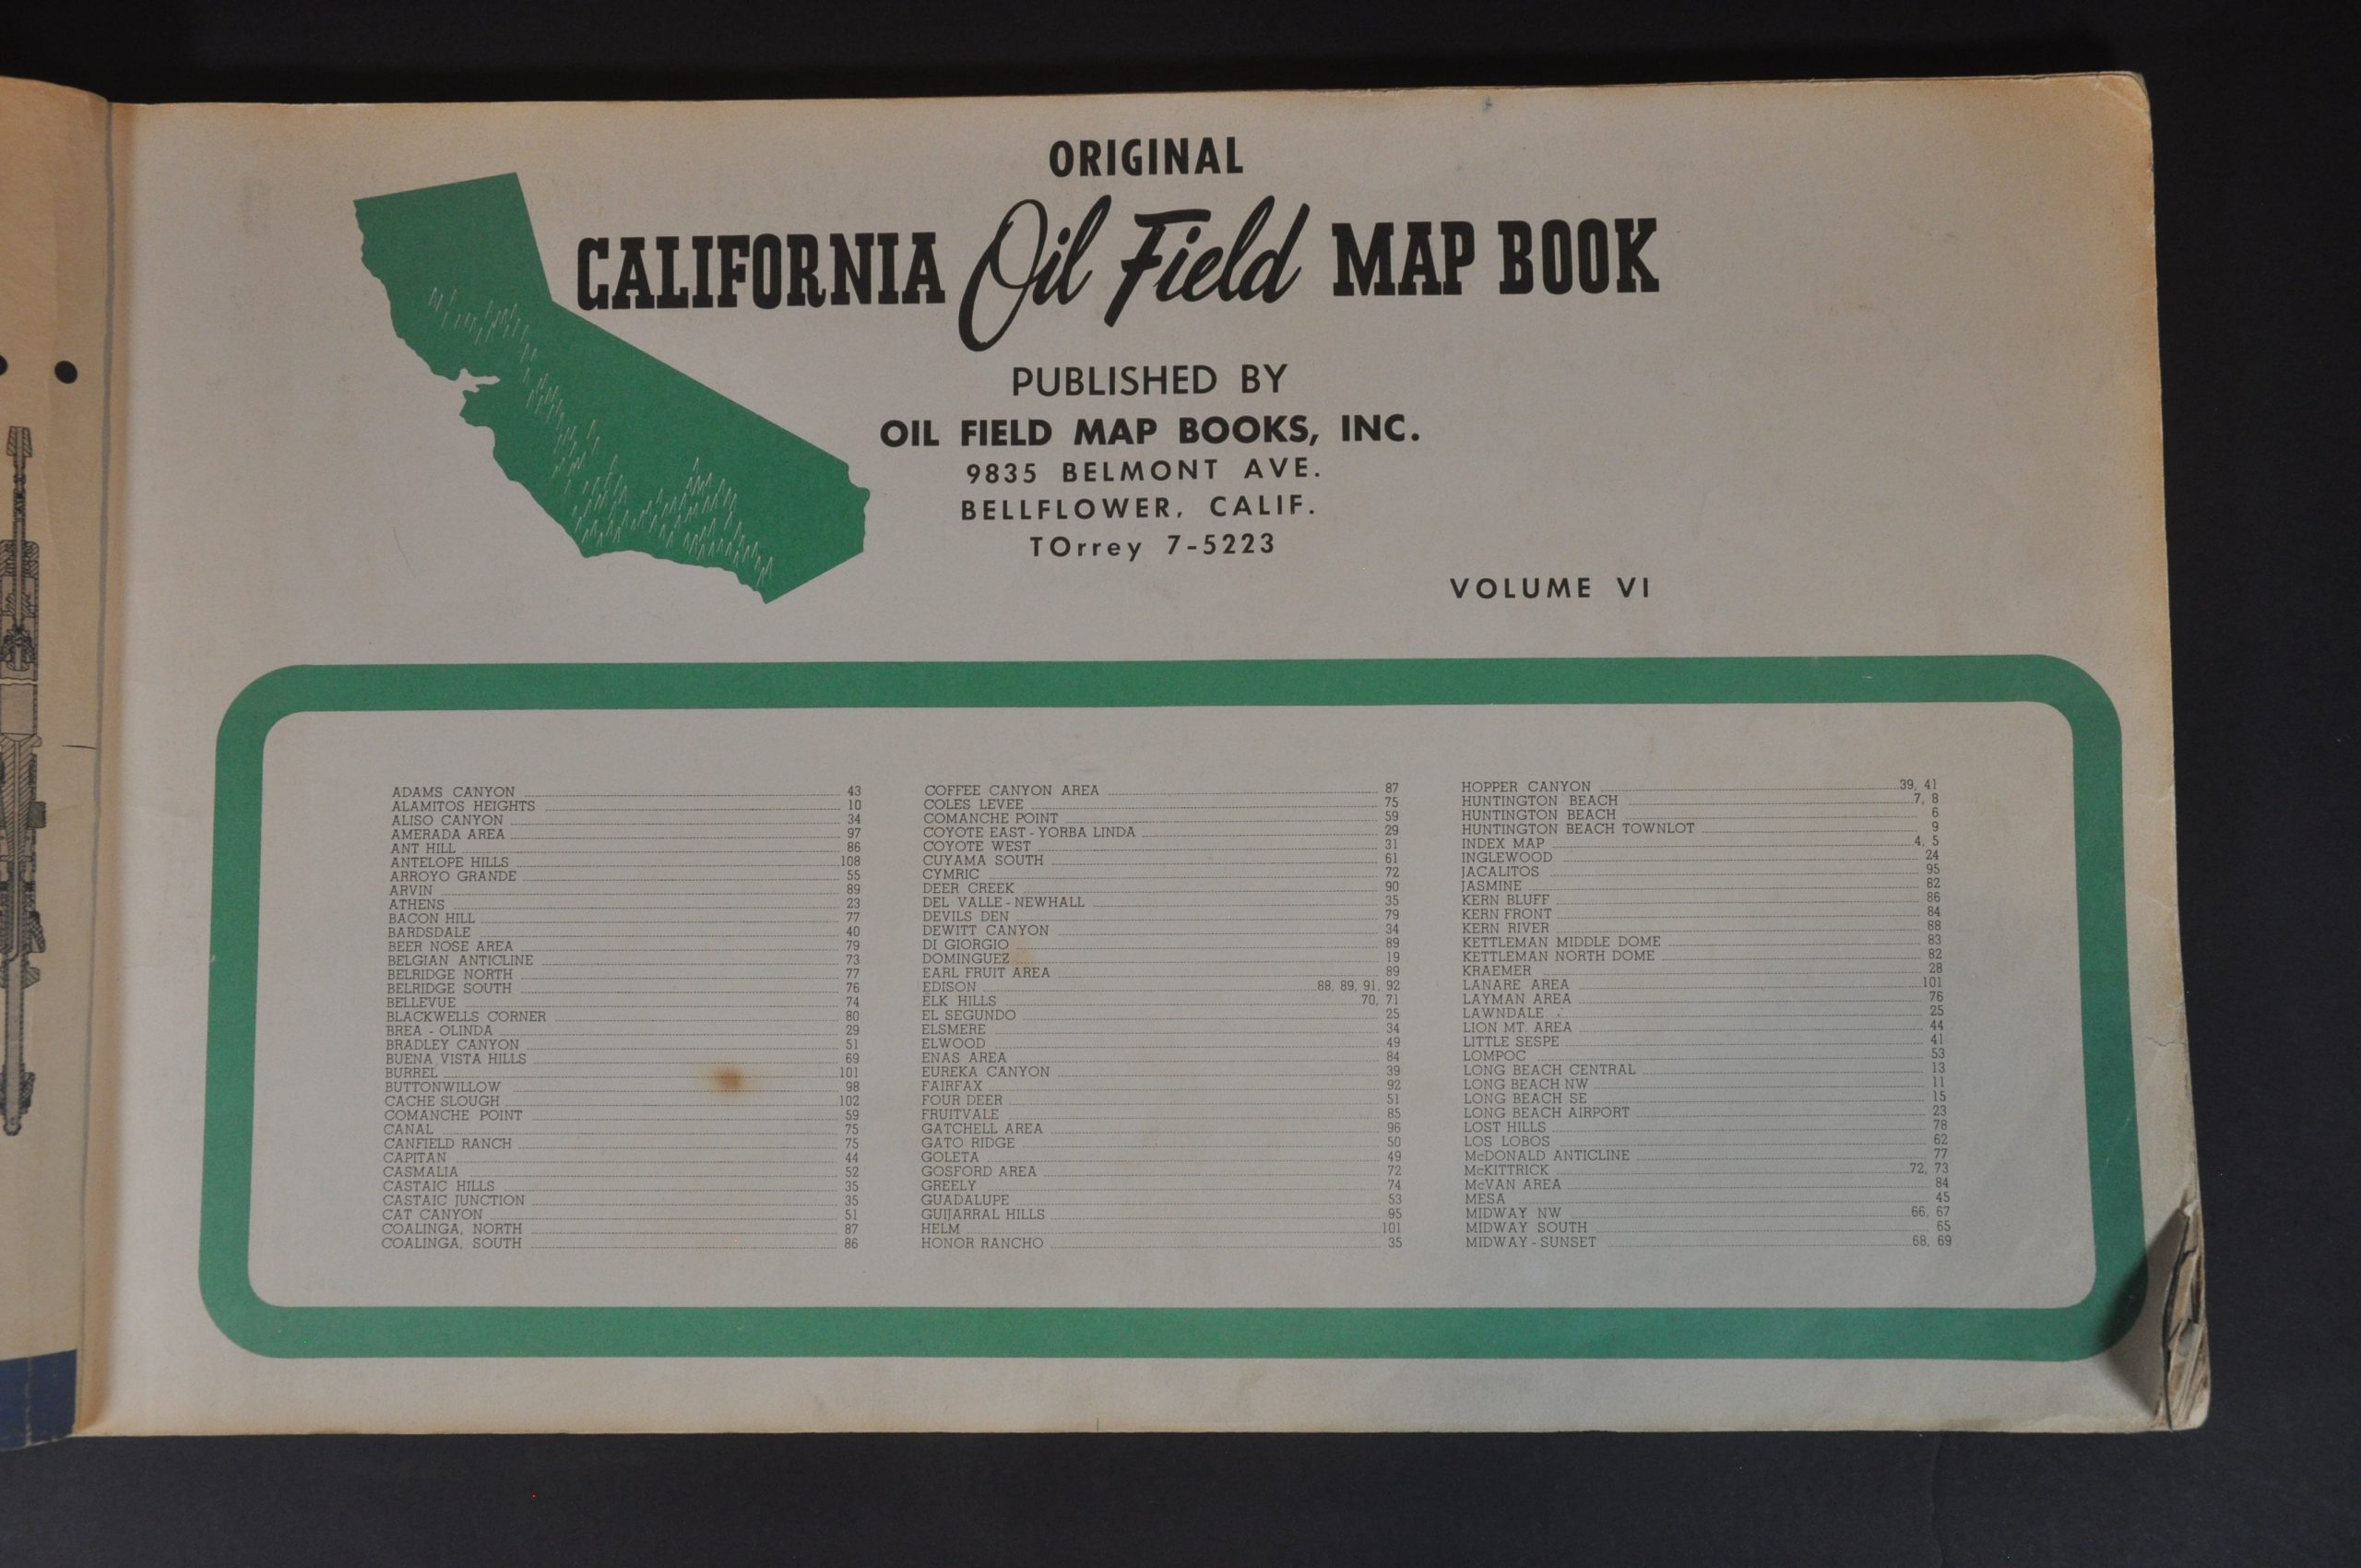 ORIGINAL
CALIFORNIA Oil Field MAP BOOK
PUBLISHED BY
OIL FIELD MAP BOOKS, INC.
9835 BELMONT AVE.
BELLFLOWER, CALIF.
TOrrey 7-5223
VOLUME VI
ADAMS CANYON 43
ALAMITOS HEIGHTS 10
ALISO CANYON 34
AMERADA AREA 97
ANT HILL 86
ANTELOPE HILLS 108
ARROYO GRANDE 55
ARVIN 89
ATHENS 23
BACON HILL 77
BARDSDALE 40
BEER NOSE AREA 79
BELGIAN ANTICLINE 73
BELRIDGE NORTH 77
BELRIDGE SOUTH 76
BELLEVUE 74
BLACKWELLS CORNER 80
BREA - OLINDA 29
BRADLEY CANYON 51
BUENA VISTA HILLS 69
BURREL 101
BUTTONWILLOW 98
CACHE SLOUGH 102
COMANCHE POINT 59
CANAL 75
CANFIELD RANCH 75
CAPITAN 44
CASMALIA 52
CASTAIC HILLS 35
CASTAIC JUNCTION 35
CAT CANYON 51
COALINGA, NORTH 87
COALINGA, SOUTH 86
COFFEE CANYON AREA 87
COLES LEVEE 75
COMANCHE POINT 59
COYOTE EAST - YORBA LINDA 29
COYOTE WEST 31
CUYAMA SOUTH 61
CYMRIC 72
DEER CREEK 90
DEL VALLE - NEWHALL 35
DEVILS DEN 79
DEWITT CANYON 34
DI GIORGIO 89
DOMINGUEZ 19
EARL FRUIT AREA 89
EDISON 88, 89, 91, 92
ELK HILLS 70, 71
EL SEGUNDO 25
ELSMERE 34
ELWOOD 49
ENAS AREA 84
EUREKA CANYON 39
FAIRFAX 92
FOUR DEER 51
FRUITVALE 85
GATCHELL AREA 96
GATO RIDGE 50
GOLETA 49
GOSFORD AREA 72
GREELY 74
GUADALUPE 53
GUIJARRAL HILLS 95
HELM 101
HONOR RANCHO 35
HOPPER CANYON 39, 41
HUNTINGTON BEACH 7, 8
HUNTINGTON BEACH 6
HUNTINGTON BEACH TOWNLOT 9
INDEX MAP 4, 5
INGLEWOOD 24
JACALITOS 95
JASMINE 82
KERN BLUFF 86
KERN FRONT 84
KERN RIVER 88
KETTLEMAN MIDDLE DOME 83
KETTLEMAN NORTH DOME 82
KRAEMER 28
LANARE AREA 101
LAYMAN AREA 76
LAWNDALE 25
LION MT. AREA 44
LITTLE SESPE 41
LOMPOC 53
LONG BEACH CENTRAL 13
LONG BEACH NW 11
LONG BEACH SE 15
LONG BEACH AIRPORT 23
LOST HILLS 78
LOS LOBOS 62
McDONALD ANTICLINE 77
McKITTRICK 72, 73
McVAN AREA 84
MESA 45
MIDWAY NW 66, 67
MIDWAY SOUTH 65
MIDWAY - SUNSET 68, 69